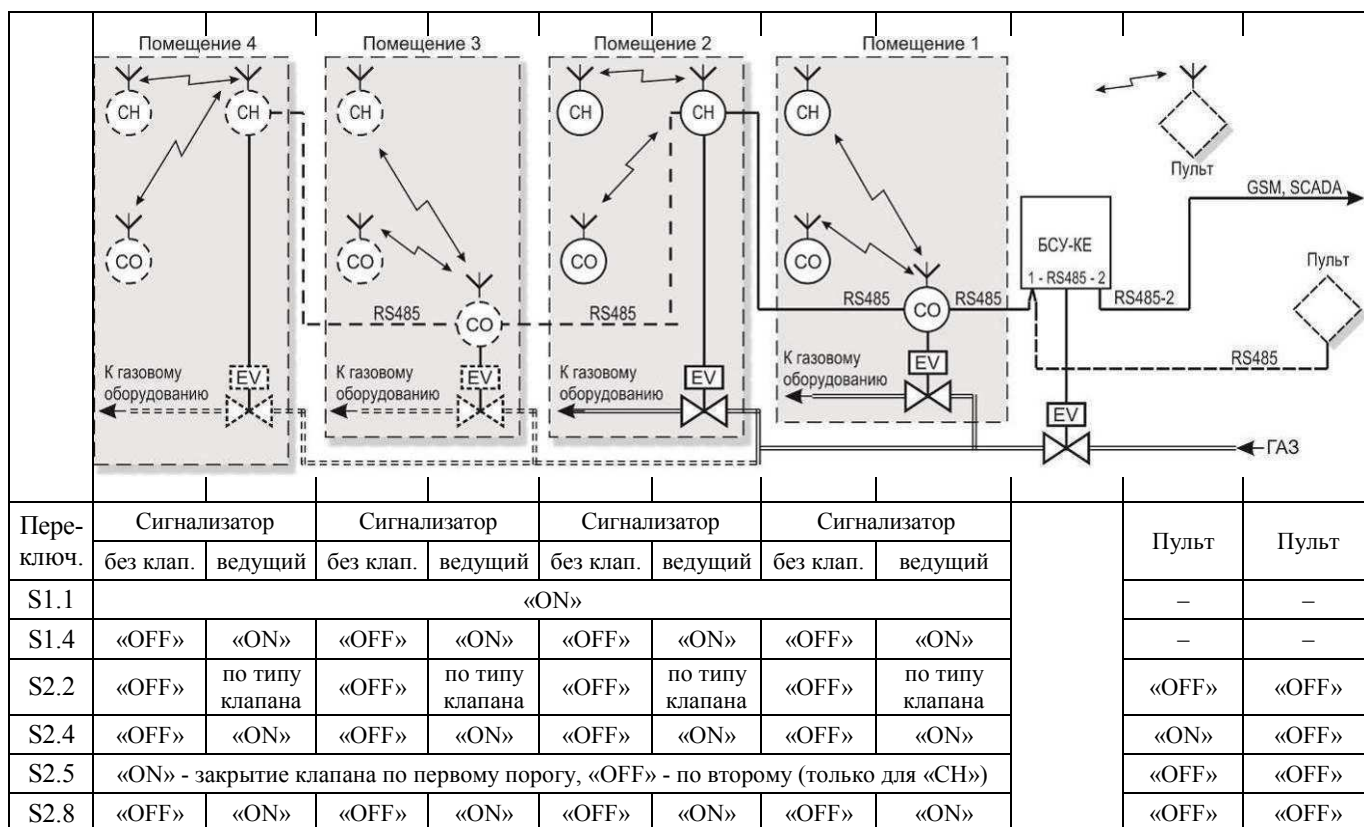 Помещение 4 Помещение 3 Помещение 2 Помещение 1
CH CH CH CH CH CH
Пульт
GSM, SCADA
CO CO CO CO
БСУ-КЕ
Пульт
1 - RS485 - 2
RS485 RS485 RS485 RS485 RS485-2
CO CO
RS485
К газовому оборудованию EV К газовому оборудованию EV К газовому оборудованию EV К газовому оборудованию EV
EV
ГАЗ
Пере-ключ. Сигнализатор Сигнализатор Сигнализатор Сигнализатор Пульт Пульт
без клап. ведущий без клап. ведущий без клап. ведущий без клап. ведущий
S1.1 «ON» – –
S1.4 «OFF» «ON» «OFF» «ON» «OFF» «ON» «OFF» «ON» – –
S2.2 «OFF» по типу клапана «OFF» по типу клапана «OFF» по типу клапана «OFF» по типу клапана «OFF» «OFF»
S2.4 «OFF» «ON» «OFF» «ON» «OFF» «ON» «OFF» «ON» «ON» «OFF»
S2.5 «ON» - закрытие клапана по первому порогу, «OFF» - по второму (только для «СН») «OFF» «OFF»
S2.8 «OFF» «ON» «OFF» «ON» «OFF» «ON» «OFF» «ON» «OFF» «OFF»